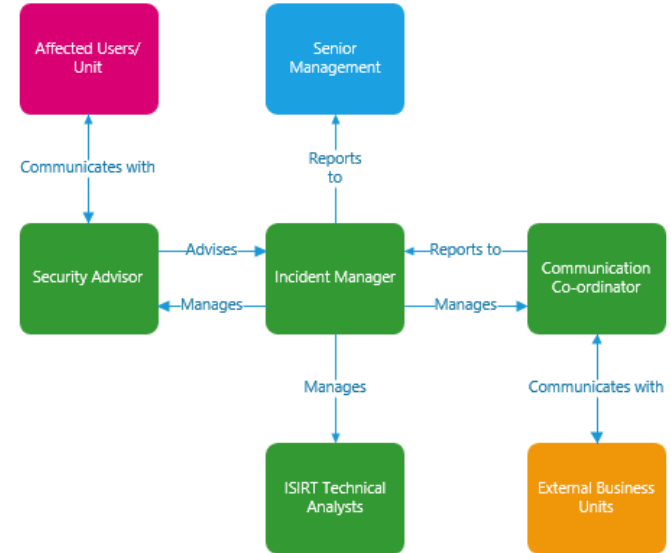 Affected Users/
Unit
Senior
Management
Communicates with
Reports
to
Security Advisor
Advises
Manages
Incident Manager
Reports to
Manages
Communication
Co-ordinator
Manages
Communicates with
ISIRT Technical
Analysts
External Business
Units